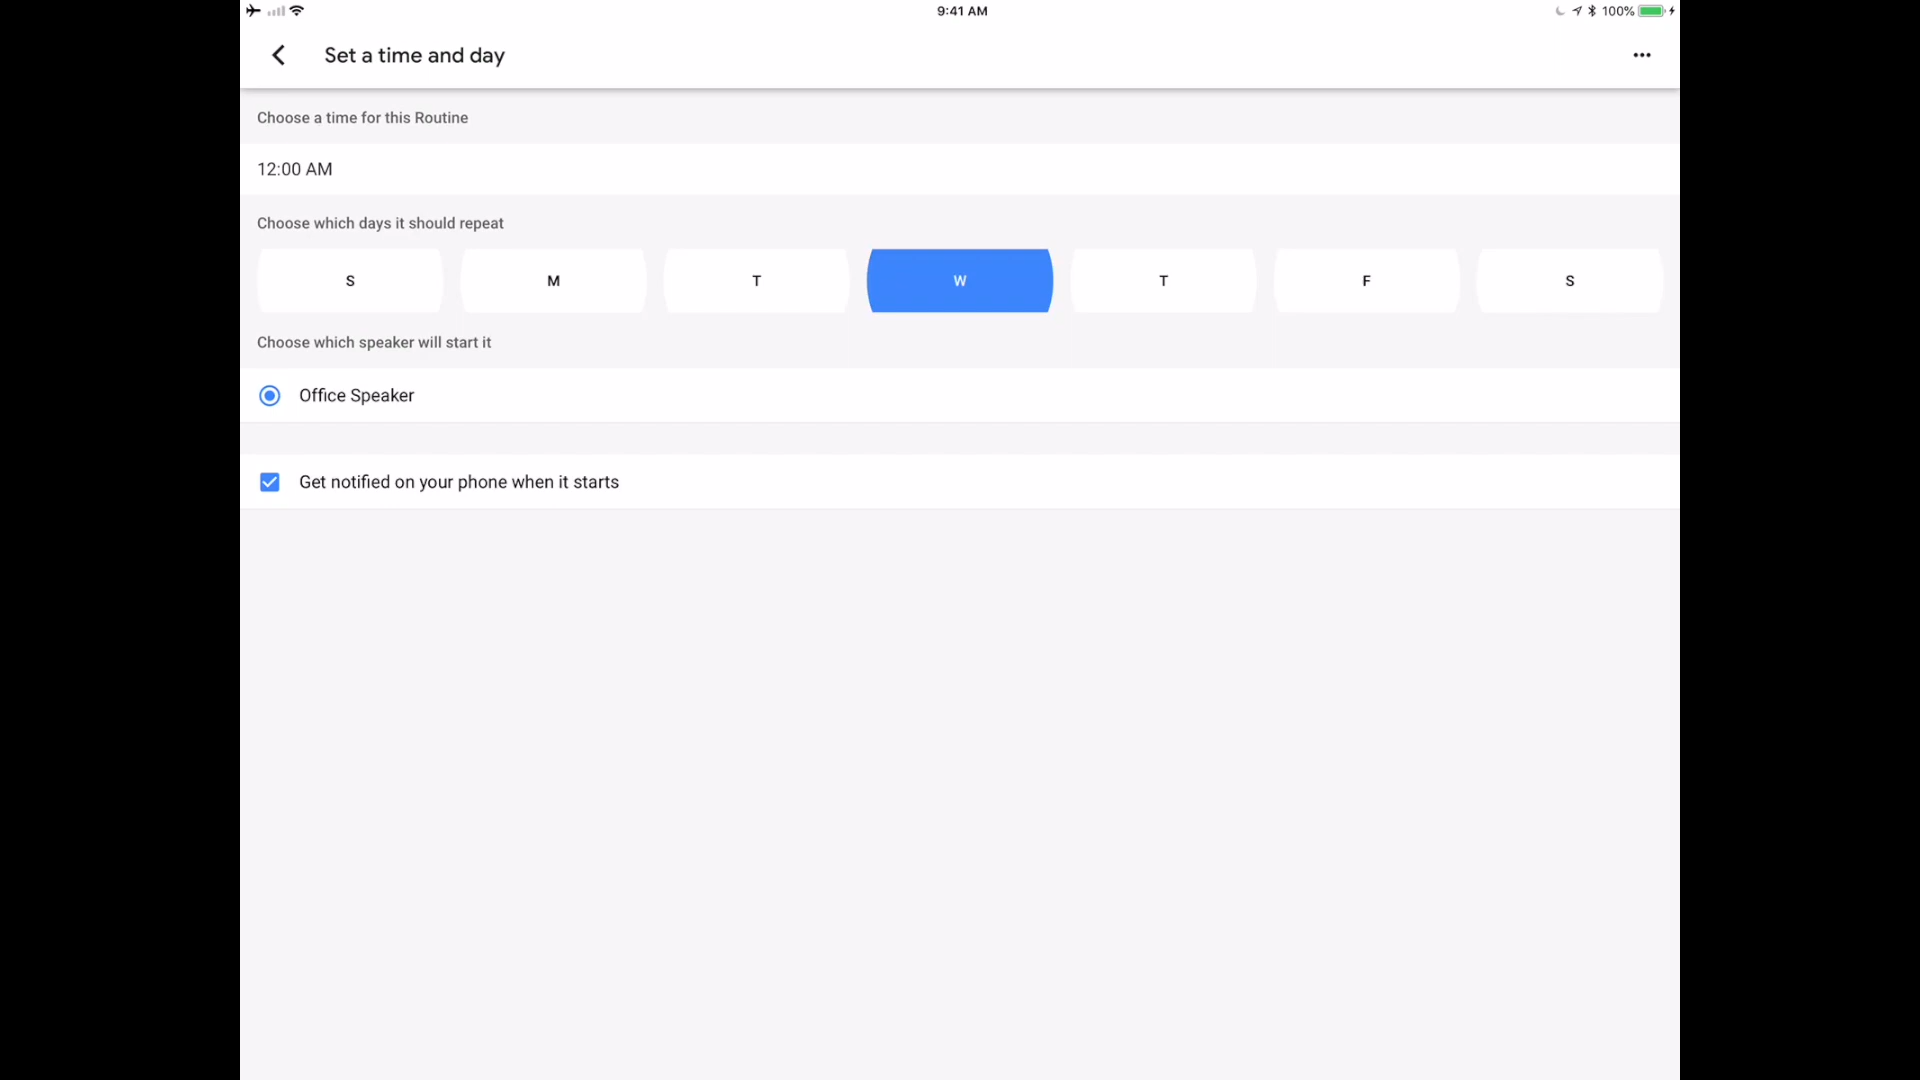 9:41 AM
100%
Set a time and day
Choose a time for this Routine
12:00 AM
Choose which days it should repeat
S M T W T F S
Choose which speaker will start it
Office Speaker
Get notified on your phone when it starts